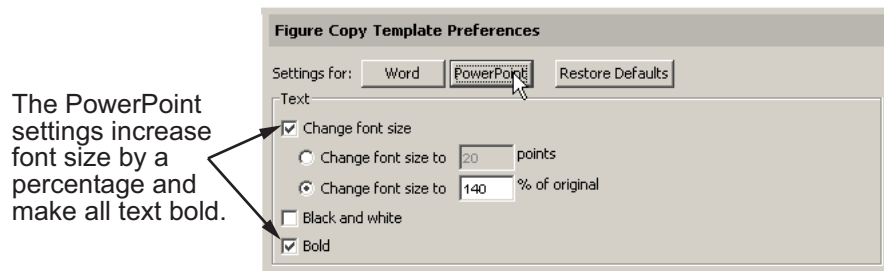 Figure Copy Template Preferences
Settings for: Word PowerPoint Restore Defaults
Text
The PowerPoint
settings increase
font size by a
percentage and
make all text bold.
Change font size
Change font size to 20 points
Change font size to 140 % of original
Black and white
Bold